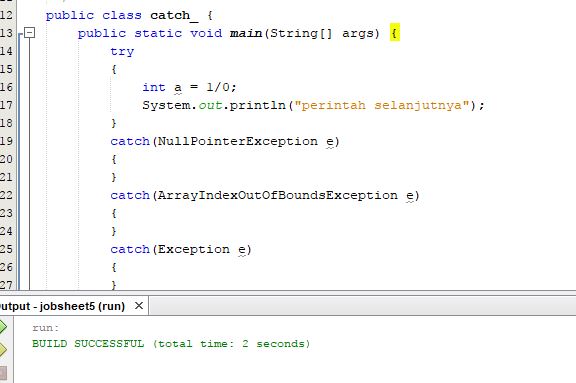 12 public class catch_ {
13 public static void main(String[] args) {
14 try
15 {
16 int a = 1/0;
17 System.out.println("perintah selanjutnya");
18 }
19 catch(NullPointerException e)
20 {
21 }
22 catch(ArrayIndexOutOfBoundsException e)
23 {
24 }
25 catch(Exception e)
26 {
27 }
utput - jobsheet5 (run) ×
run:
BUILD SUCCESSFUL (total time: 2 seconds)